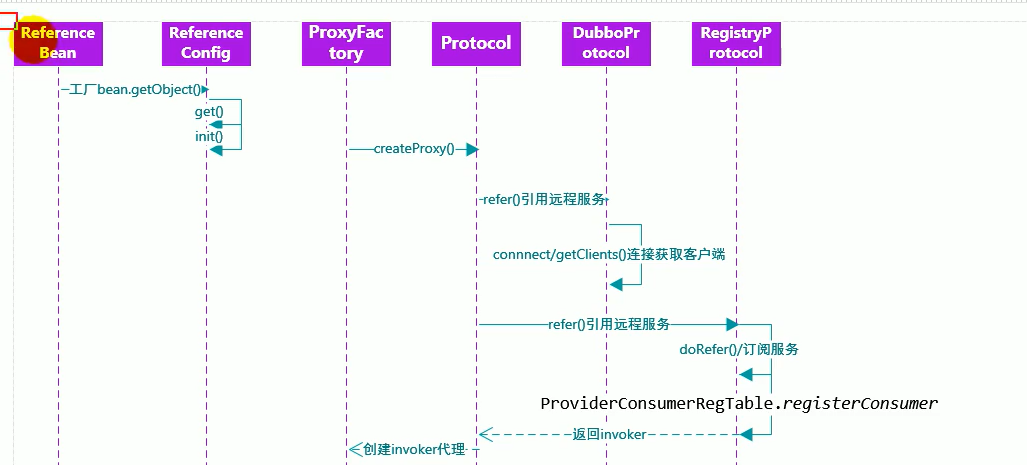 Reference
Bean
Reference
Config
ProxyFac
tory
Protocol
DubboPr
otocol
RegistryP
rotocol
工厂bean.getObject()
get()
init()
createProxy()
refer()引用远程服务
connnect/getClients()连接获取客户端
refer()引用远程服务
doRefer()/订阅服务
ProviderConsumerRegTable.registerConsumer
返回invoker
创建invoker代理